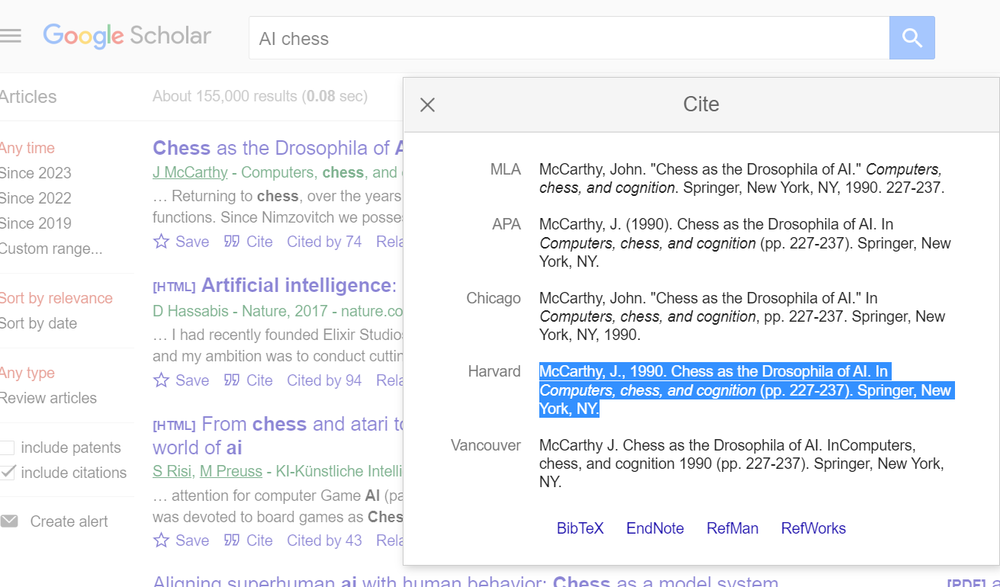 Google Scholar
AI chess
Articles
About 155,000 results (0.08 sec)
Any time
Since 2023
Since 2022
Since 2019
Custom range...
Sort by relevance
Sort by date
Any type
Review articles
include patents
include citations
Create alert
Chess as the Drosophila of
J McCarthy - Computers, chess, and
… Returning to chess, over the years
functions. Since Nimzovitch we
Save Cite Cited by 74
[HTML] Artificial intelligence:
D Hassabis - Nature, 2017 -
… I had recently founded Elixir
and my ambition was to conduct
Save Cite Cited by 94
[HTML] From chess and atari
world of ai
S Risi, M Preuss - KI-Künstliche
… attention for computer Game AI
was devoted to board games as
Save Cite Cited by 43
Aligning superhuman ai with human behavior: Chess as a model system
[PDF]
Cite
MLA
McCarthy, John. "Chess as the Drosophila of AI." Computers,
chess, and cognition. Springer, New York, NY, 1990. 227-237.
APA
McCarthy, J. (1990). Chess as the Drosophila of AI. In
Computers, chess, and cognition (pp. 227-237). Springer, New
York, NY.
Chicago
McCarthy, John. "Chess as the Drosophila of AI." In
Computers, chess, and cognition, pp. 227-237. Springer, New
York, NY, 1990.
Harvard
McCarthy, J., 1990. Chess as the Drosophila of AI. In
Computers, chess, and cognition (pp. 227-237). Springer, New
York, NY.
Vancouver
McCarthy J. Chess as the Drosophila of AI. InComputers,
chess, and cognition 1990 (pp. 227-237). Springer, New York,
NY.
BibTeX EndNote RefMan RefWorks